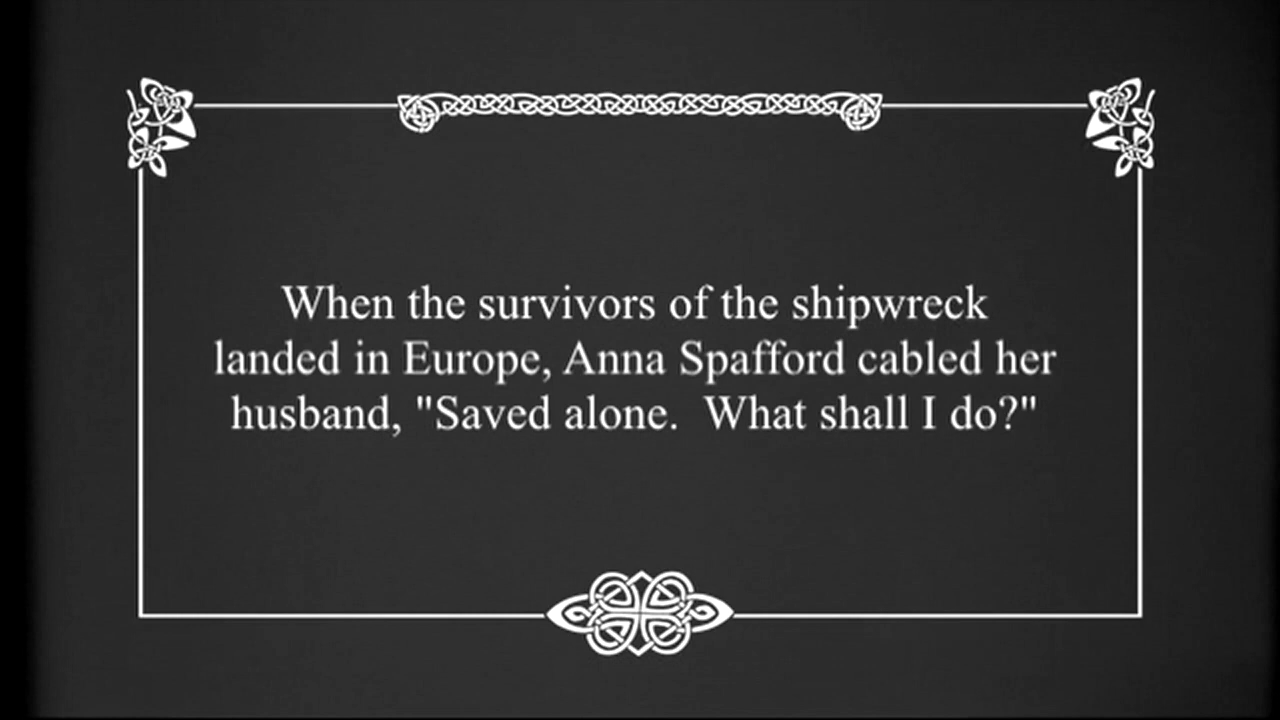 When the survivors of the shipwreck
landed in Europe, Anna Spafford cabled her
husband, "Saved alone.  What shall I do?"